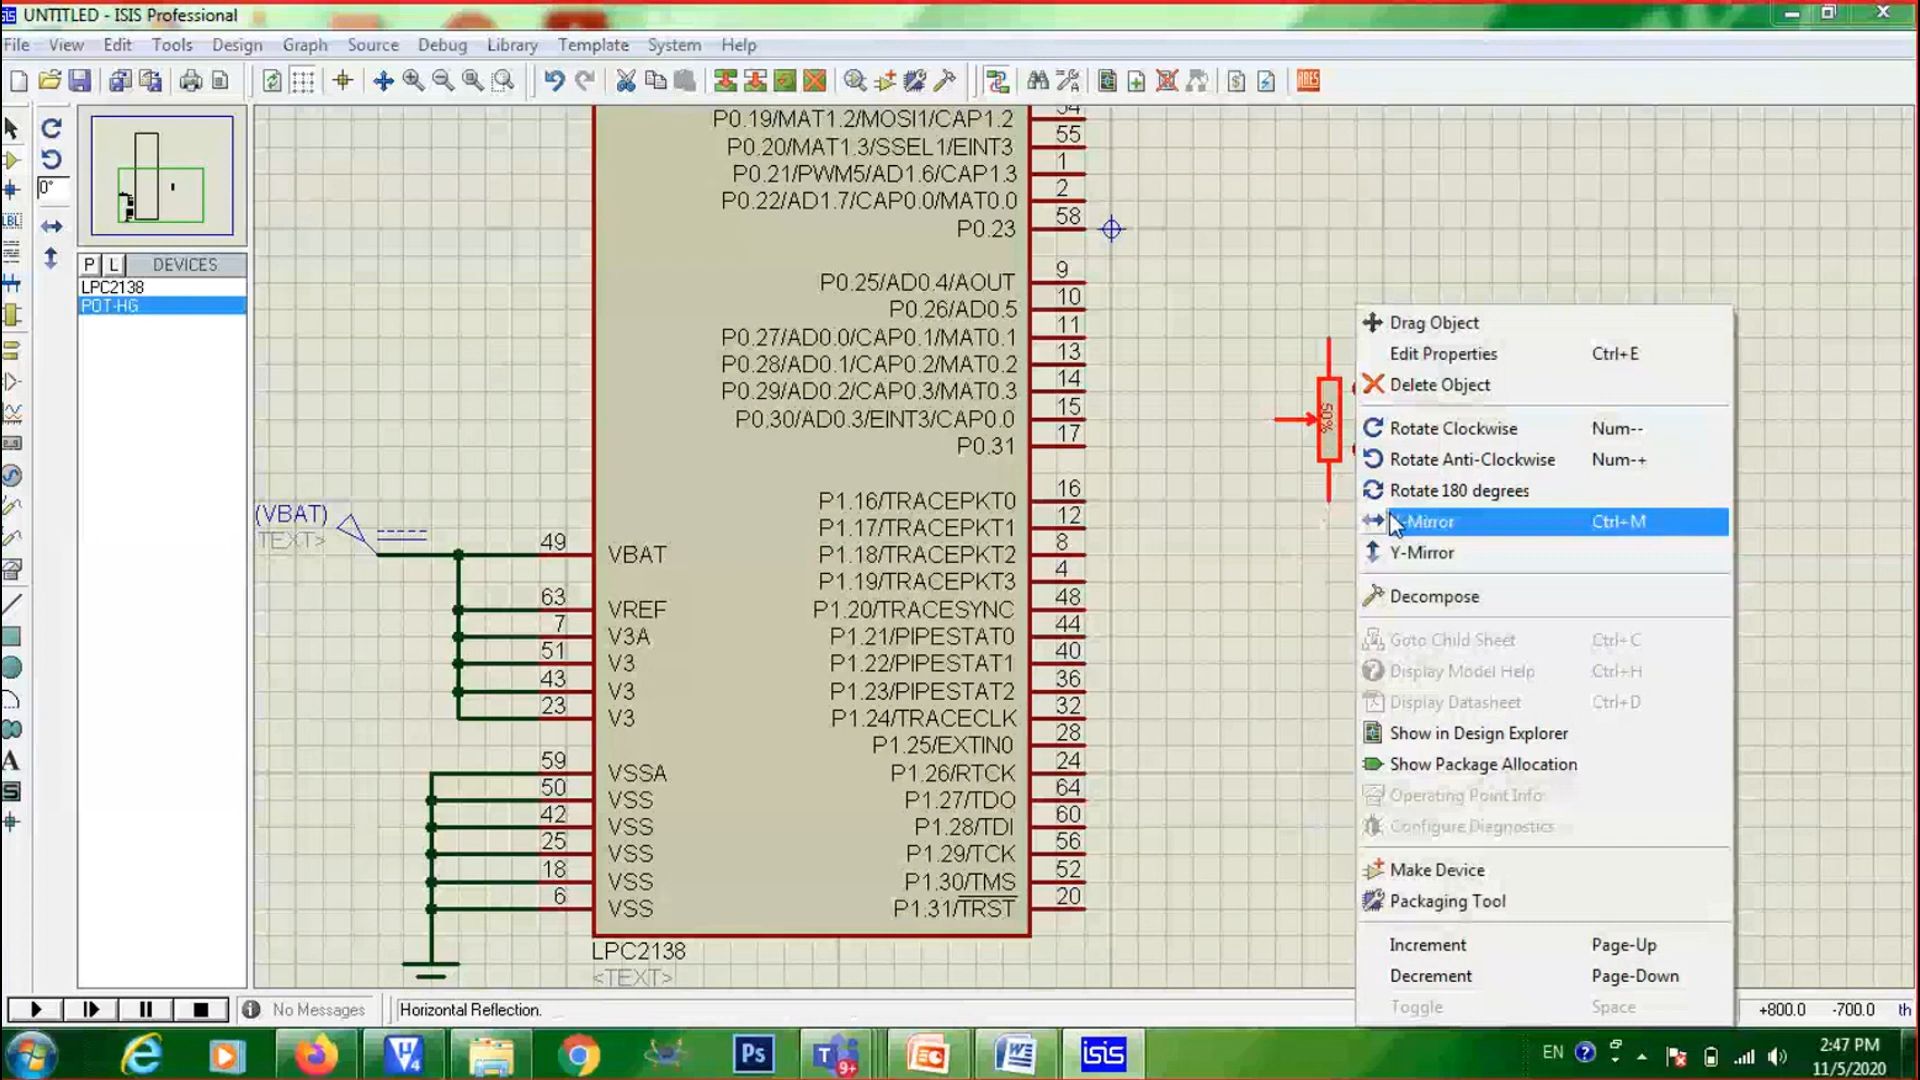 UNTITLED - ISIS Professional
File View Edit Tools Design Graph Source Debug Library Template System Help
0°
LBL
P L DEVICES
LPC2138
POT-HG
A
S
P0.19/MAT1.2/MOSI1/CAP1.2 54
P0.20/MAT1.3/SSEL1/EINT3 55
P0.21/PWM5/AD1.6/CAP1.3 1
P0.22/AD1.7/CAP0.0/MAT0.0 2
P0.23 58
P0.25/AD0.4/AOUT 9
P0.26/AD0.5 10
P0.27/AD0.0/CAP0.1/MAT0.1 11
P0.28/AD0.1/CAP0.2/MAT0.2 13
P0.29/AD0.2/CAP0.3/MAT0.3 14
P0.30/AD0.3/EINT3/CAP0.0 15
P0.31 17
P1.16/TRACEPKT0 16
P1.17/TRACEPKT1 12
P1.18/TRACEPKT2 8
P1.19/TRACEPKT3 4
P1.20/TRACESYNC 48
P1.21/PIPESTAT0 44
P1.22/PIPESTAT1 40
P1.23/PIPESTAT2 36
P1.24/TRACECLK 32
P1.25/EXTIN0 28
P1.26/RTCK 24
P1.27/TDO 64
P1.28/TDI 60
P1.29/TCK 56
P1.30/TMS 52
P1.31/TRST 20
(VBAT)
TEXT>
49 VBAT
63 VREF
7 V3A
51 V3
43 V3
23 V3
59 VSSA
50 VSS
42 VSS
25 VSS
18 VSS
6 VSS
LPC2138
<TEXT>
50%
Drag Object
Edit Properties Ctrl+E
Delete Object
Rotate Clockwise Num--
Rotate Anti-Clockwise Num-+
Rotate 180 degrees
-Mirror Ctrl+M
Y-Mirror
Decompose
Goto Child Sheet Ctrl+C
Display Model Help Ctrl+H
Display Datasheet Ctrl+D
Show in Design Explorer
Show Package Allocation
Operating Point Info
Configure Diagnostics
Make Device
Packaging Tool
Increment Page-Up
Decrement Page-Down
Toggle Space
No Messages
Horizontal Reflection.
+800.0 -700.0 th
Ps
9+
isis
EN
2:47 PM
11/5/2020